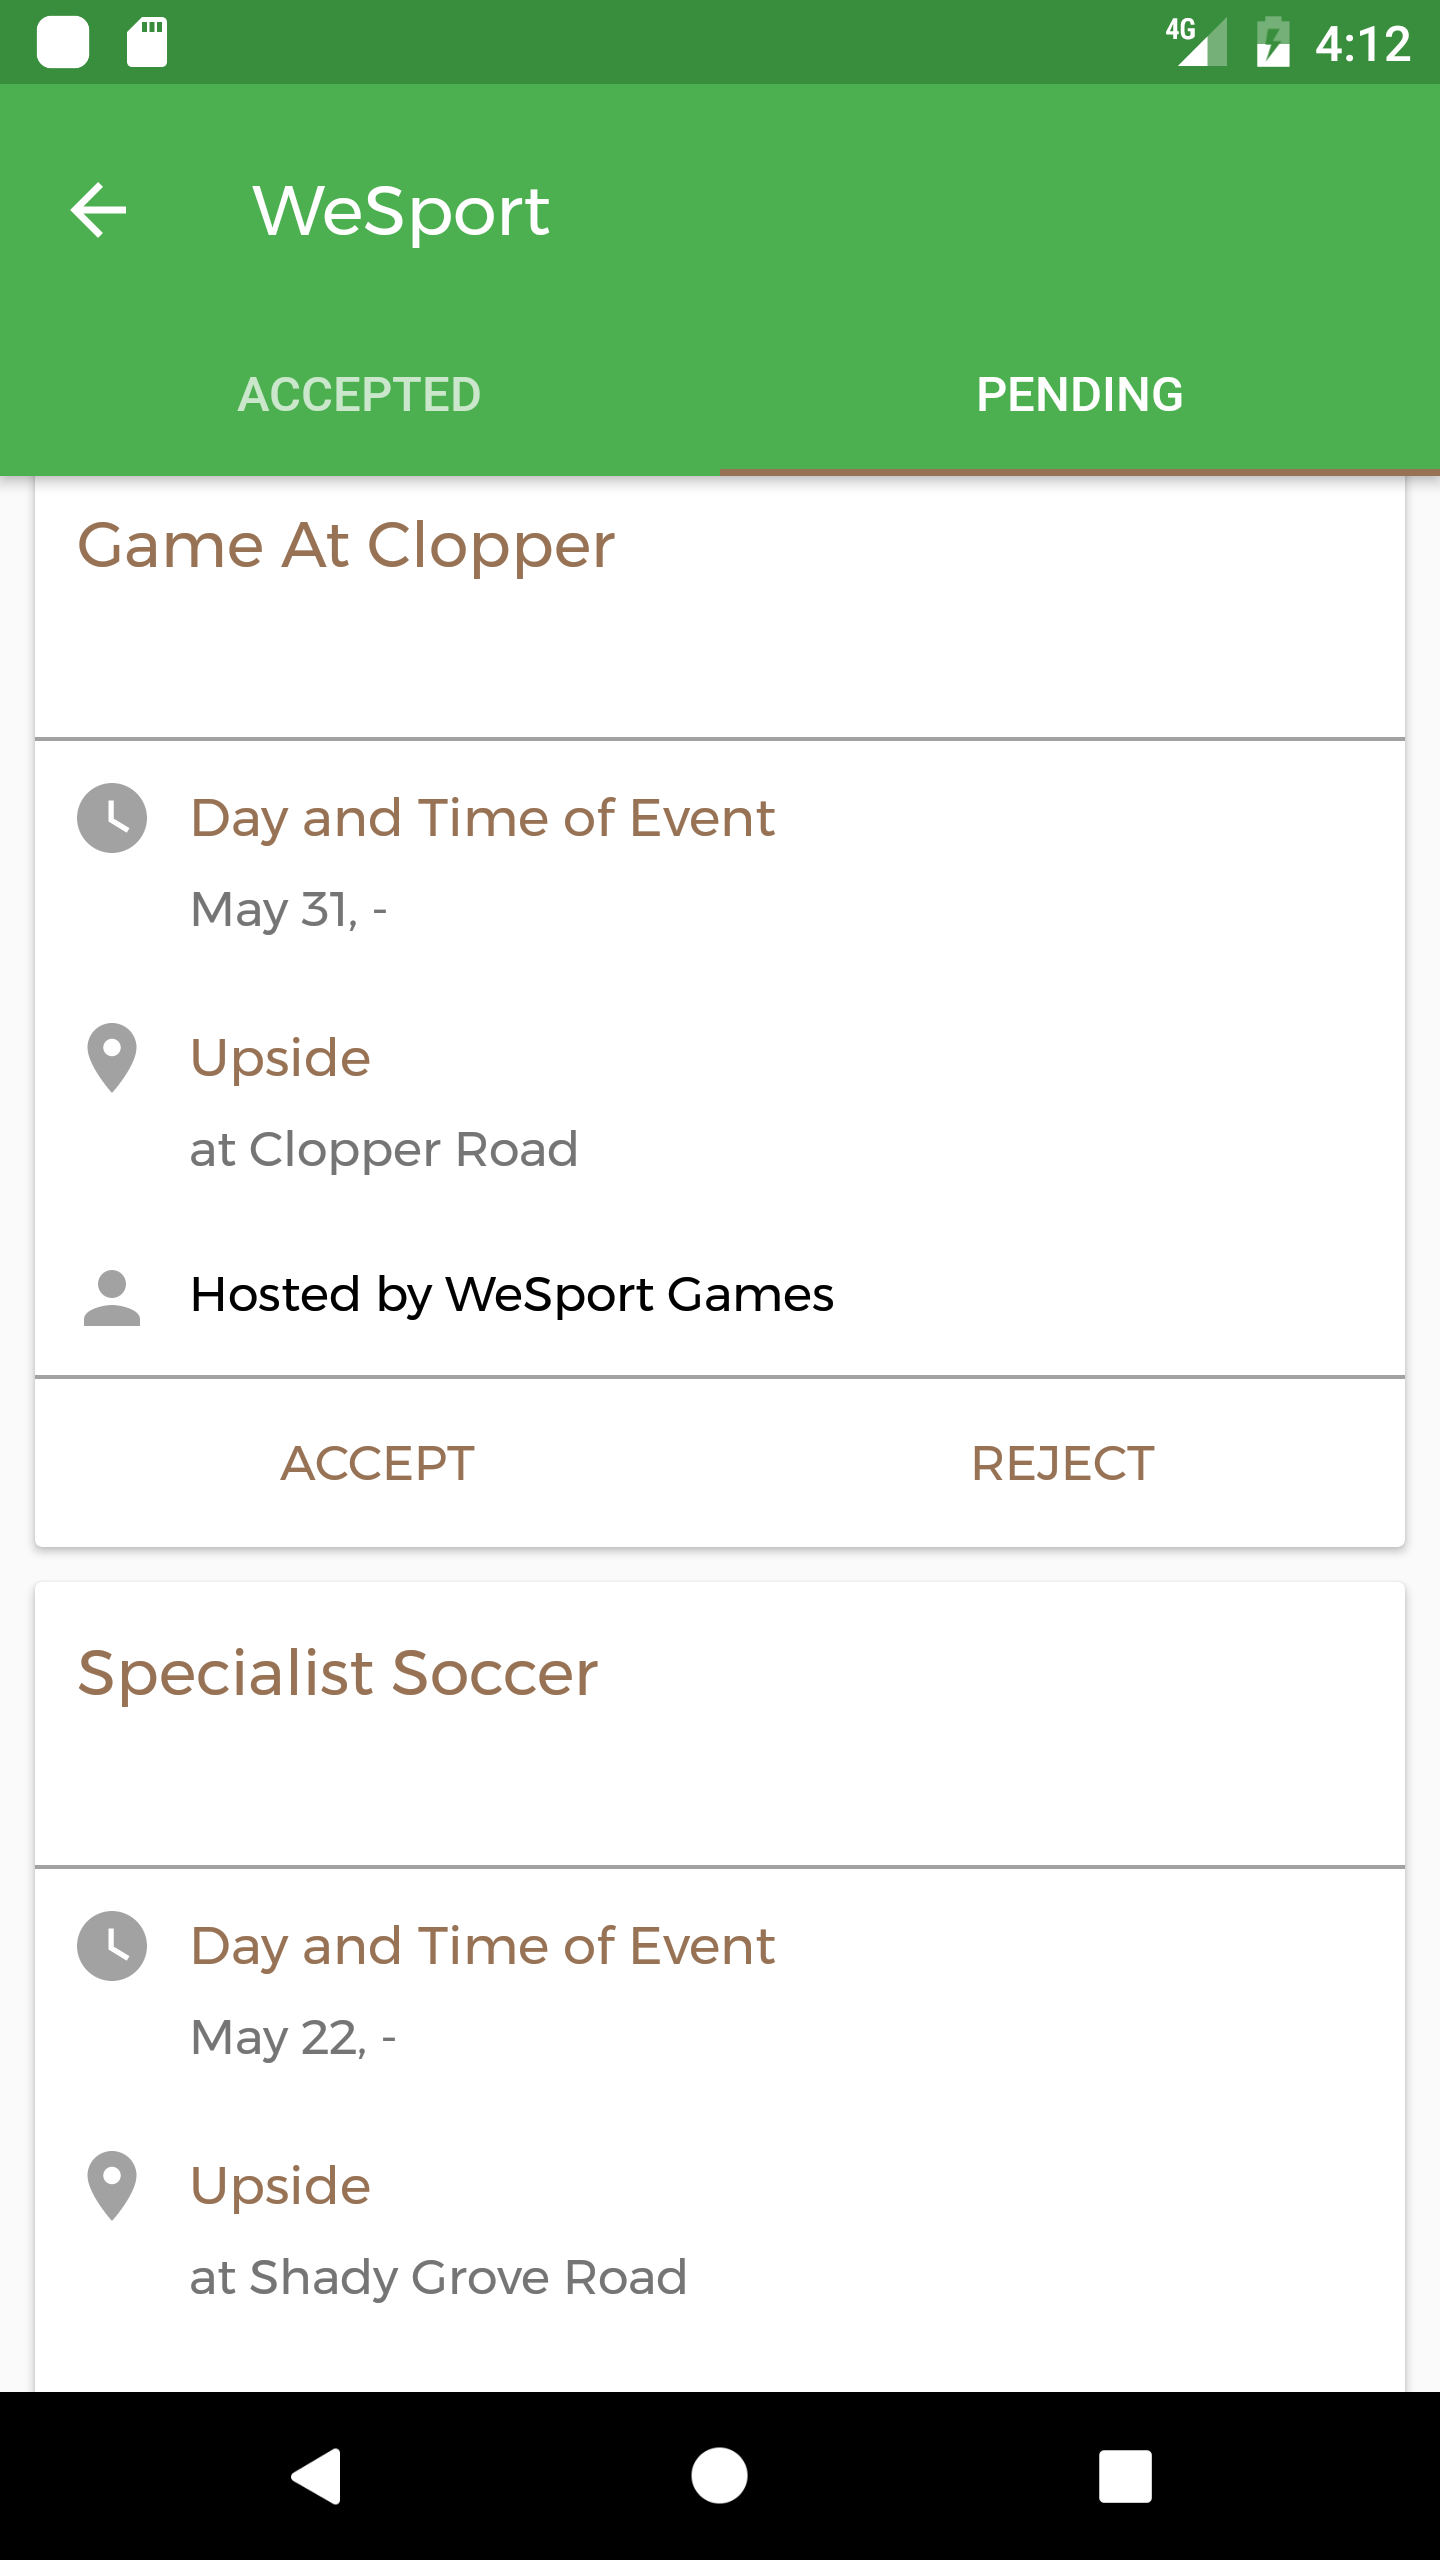 4G 4:12
WeSport
ACCEPTED PENDING
Game At Clopper
Day and Time of Event
May 31, -
Upside
at Clopper Road
Hosted by WeSport Games
ACCEPT REJECT
Specialist Soccer
Day and Time of Event
May 22, -
Upside
at Shady Grove Road